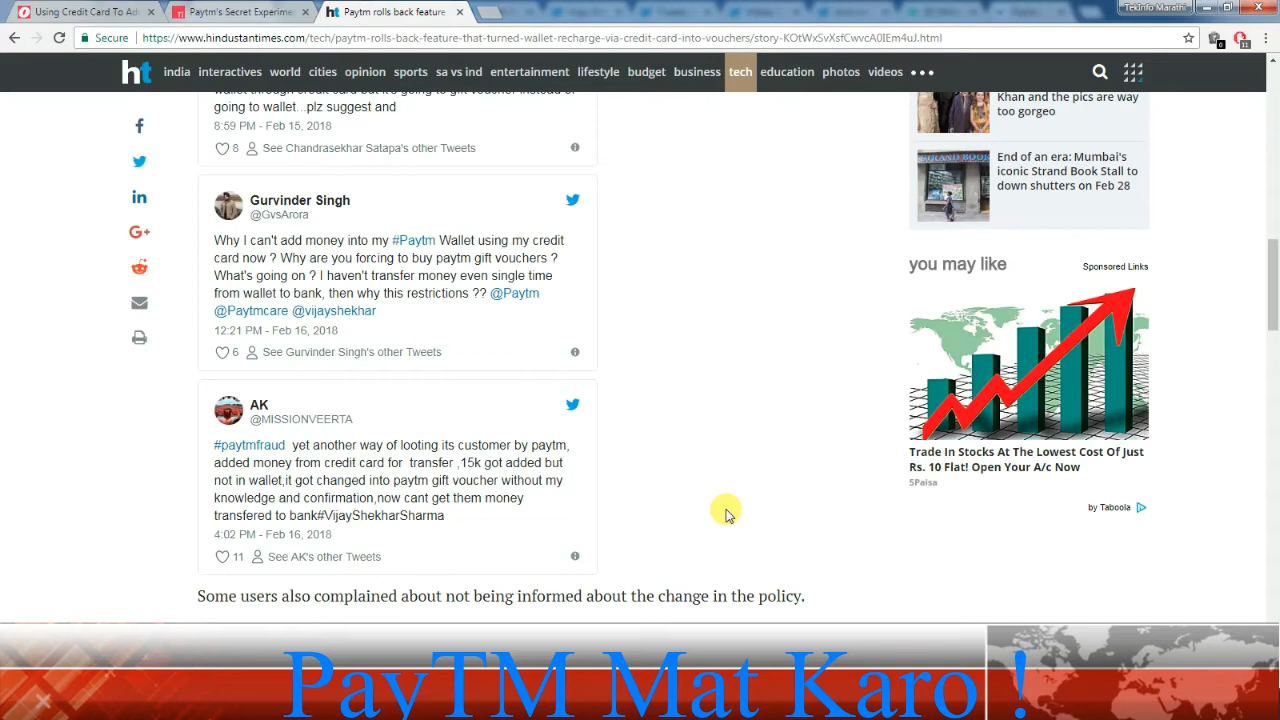 Using Credit Card To Ad
Paytm's Secret Experime
Paytm rolls back feature
TekInfo Marathi
Secure
https://www.hindustantimes.com/tech/paytm-rolls-back-feature-that-turned-wallet-recharge-via-credit-card-into-vouchers/story-KOtWxSvXsfCwvcA0IEm4uJ.html
ht india interactives world cities opinion sports sa vs ind entertainment lifestyle budget business tech education photos videos
going to wallet...plz suggest and
8:59 PM - Feb 15, 2018
8 See Chandrasekhar Satapa's other Tweets
Gurvinder Singh
@GvsArora
Why I can't add money into my #Paytm Wallet using my credit
card now ? Why are you forcing to buy paytm gift vouchers ?
What's going on ? I haven't transfer money even single time
from wallet to bank, then why this restrictions ?? @Paytm
@Paytmcare @vijayshekhar
12:21 PM - Feb 16, 2018
6 See Gurvinder Singh's other Tweets
AK
@MISSIONVEERTA
#paytmfraud yet another way of looting its customer by paytm,
added money from credit card for transfer ,15k got added but
not in wallet,it got changed into paytm gift voucher without my
knowledge and confirmation,now cant get them money
transfered to bank#VijayShekharSharma
4:02 PM - Feb 16, 2018
11 See AK's other Tweets
Some users also complained about not being informed about the change in the policy.
Khan and the pics are way
too gorgeo
End of an era: Mumbai's
iconic Strand Book Stall to
down shutters on Feb 28
you may like
Sponsored Links
Trade In Stocks At The Lowest Cost Of Just
Rs. 10 Flat! Open Your A/c Now
5Paisa
by Taboola
PayTM Mat Karo !